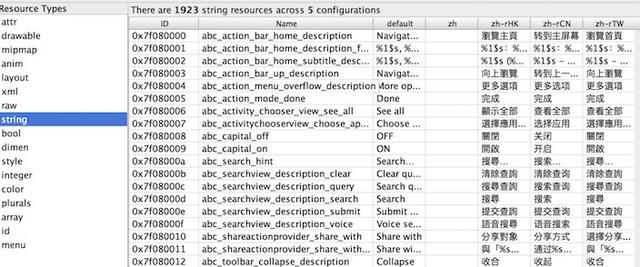 Resource Types
attr
drawable
mipmap
anim
layout
xml
raw
string
bool
dimen
style
integer
color
plurals
array
id
menu
There are 1923 string resources across 5 configurations
ID Name default zh zh-rHK zh-rCN zh-rTW
0x7f080000 abc_action_bar_home_description Navigat... 瀏覽主頁 转到主屏幕 瀏覽首頁
0x7f080001 abc_action_bar_home_description_f... %1$s, %... %1$s：%... %1$s：%... %1$s：%...
0x7f080002 abc_action_bar_home_subtitle_desc... %1$s, %... %1$s (%... %1$s - ... %1$s - ...
0x7f080003 abc_action_bar_up_description Navigat... 向上瀏覽 转到上一... 向上瀏覽
0x7f080004 abc_action_menu_overflow_description More op... 更多選項 更多选项 更多選項
0x7f080005 abc_action_mode_done Done 完成 完成 完成
0x7f080006 abc_activity_chooser_view_see_all See all 顯示全部 查看全部 查看全部
0x7f080007 abc_activitychooserview_choose_ap... Choose ... 選擇應用... 选择应用 選擇應用...
0x7f080008 abc_capital_off OFF 關閉 关闭 關閉
0x7f080009 abc_capital_on ON 開啟 开启 開啟
0x7f08000a abc_search_hint Search... 搜尋... 搜索... 搜尋...
0x7f08000b abc_searchview_description_clear Clear qu... 清除查詢 清除查询 清除查詢
0x7f08000c abc_searchview_description_query Search q... 搜尋查詢 搜索查询 搜尋查詢
0x7f08000d abc_searchview_description_search Search 搜尋 搜索 搜尋
0x7f08000e abc_searchview_description_submit Submit ... 提交查詢 提交查询 提交查詢
0x7f08000f abc_searchview_description_voice Voice se... 語音搜尋 语音搜索 語音搜尋
0x7f080010 abc_shareactionprovider_share_with Share with 分享對象 分享方式 選擇分享...
0x7f080011 abc_shareactionprovider_share_with... Share wi... 與「%s... 通过%s... 與「%s...
0x7f080012 abc_toolbar_collapse_description Collapse 收合 收起 收合